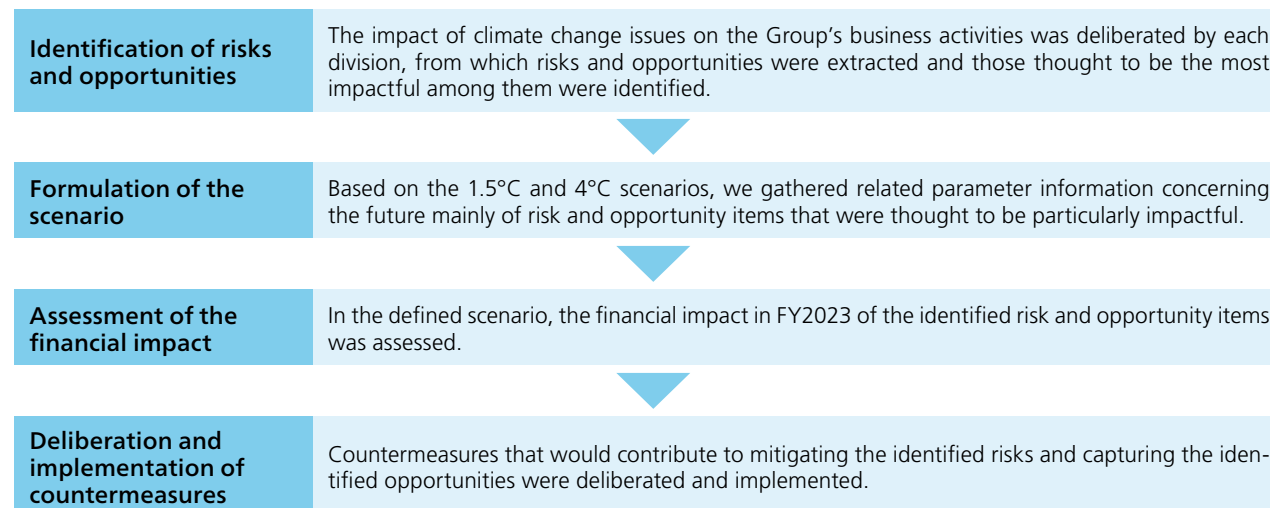 Identification of risks
and opportunities
The impact of climate change issues on the Group’s business activities was deliberated by each
division, from which risks and opportunities were extracted and those thought to be the most
impactful among them were identified.
Formulation of the
scenario
Based on the 1.5°C and 4°C scenarios, we gathered related parameter information concerning
the future mainly of risk and opportunity items that were thought to be particularly impactful.
Assessment of the
financial impact
In the defined scenario, the financial impact in FY2023 of the identified risk and opportunity items
was assessed.
Deliberation and
implementation of
countermeasures
Countermeasures that would contribute to mitigating the identified risks and capturing the iden-
tified opportunities were deliberated and implemented.